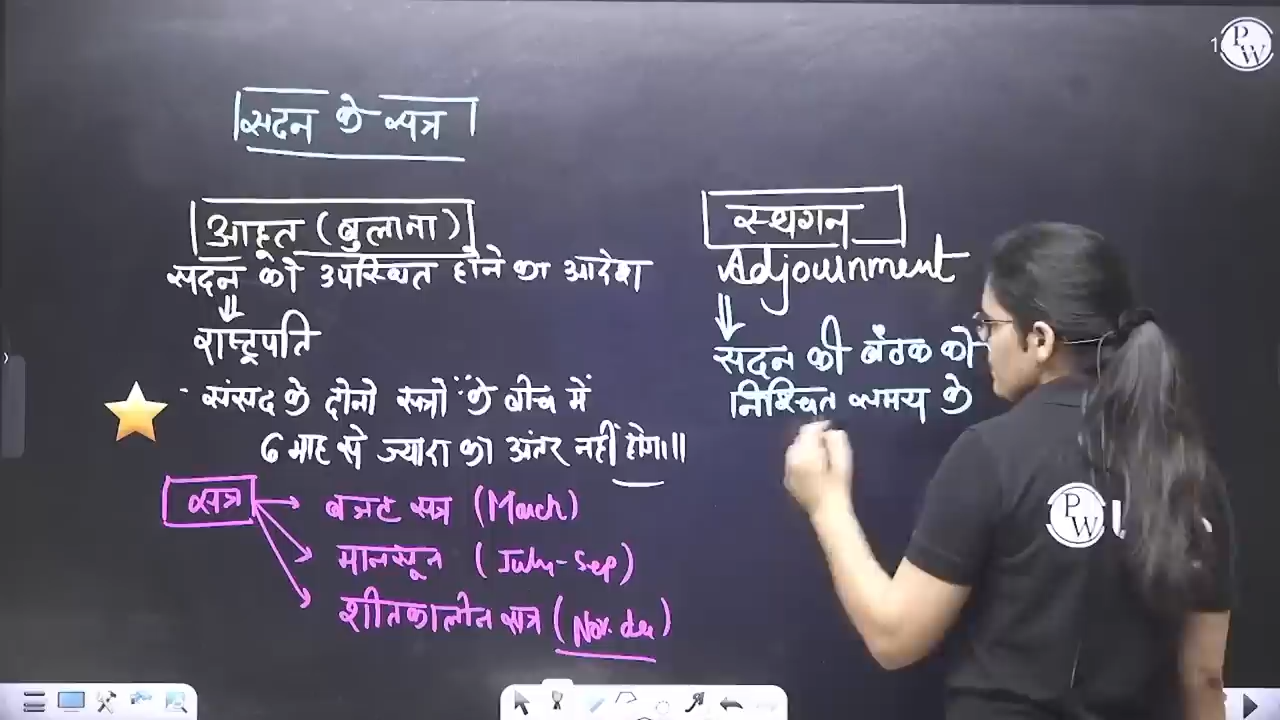 सदन के सत्र
आहूत (बुलाना)
सदन को उपस्थित होने का आदेश
राष्ट्रपति
- संसद के दोनो सत्रों के बीच में
6 माह से ज्यादा का अंतर नहीं होगा॥
सत्र
बजट सत्र (March)
मानसून (July-Sep)
शीतकालीन सत्र (Nov. dec)
स्थगन
Adjournment
सदन की बैठक को
निश्चित समय के
PW
PW